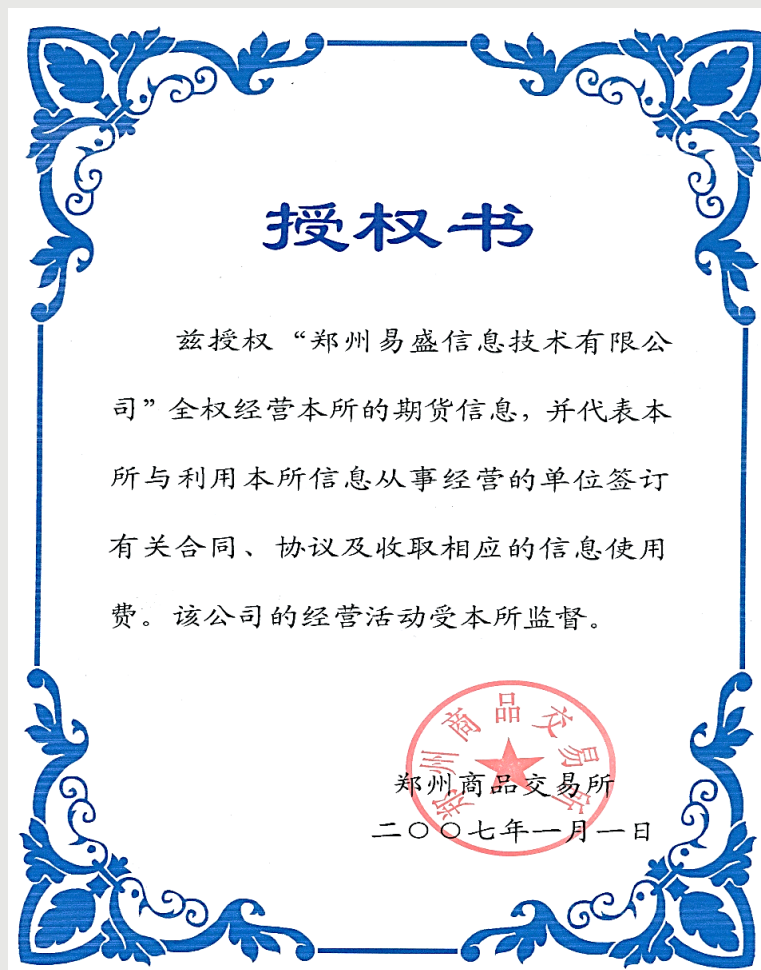 授权书
兹授权“郑州易盛信息技术有限公
司”全权经营本所的期货信息，并代表本
所与利用本所信息从事经营的单位签订
有关合同、协议及收取相应的信息使用
费。该公司的经营活动受本所监督。
郑州商品交易所
郑州商品交易所
二〇〇七年一月一日